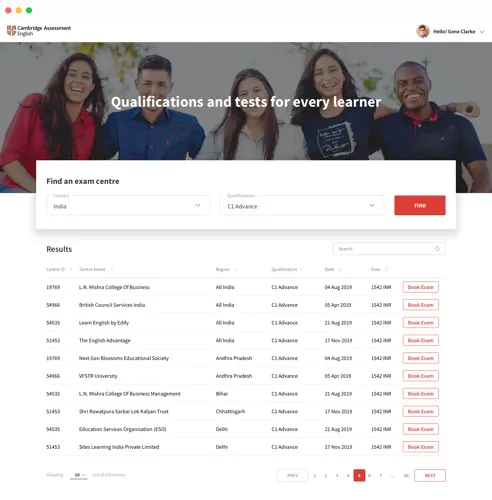 Cambridge Assessment
English
Hello! Gene Clarke
Qualifications and tests for every learner
Find an exam centre
Country
India
Qualifications
C1 Advance
FIND
Results
Search
Centre ID Centre Name Region Qualification Date Fees
19769 L.N. Mishra College Of Business All India C1 Advance 04 Aug 2019 1542 INR Book Exam
54966 British Council Services India All India C1 Advance 05 Apr 2019 1542 INR Book Exam
54535 Learn English by Edify All India C1 Advance 21 Aug 2019 1542 INR Book Exam
51453 The English Advantage All India C1 Advance 17 Nov 2019 1542 INR Book Exam
19769 Next Gen Blossoms Educational Society Andhra Pradesh C1 Advance 04 Aug 2019 1542 INR Book Exam
54966 VFSTR University Andhra Pradesh C1 Advance 05 Apr 2019 1542 INR Book Exam
54535 L.N. Mishra College Of Business Management Bihar C1 Advance 21 Aug 2019 1542 INR Book Exam
51453 Shri Rawatpura Sarkar Lok Kalyan Trust Chhattisgarh C1 Advance 17 Nov 2019 1542 INR Book Exam
54535 Education Services Organisation (ESO) Delhi C1 Advance 21 Aug 2019 1542 INR Book Exam
51453 Sites Learning India Private Limited Delhi C1 Advance 17 Nov 2019 1542 INR Book Exam
Showing 10 out of entries
PREV 1 2 3 4 5 6 7 ... NEXT